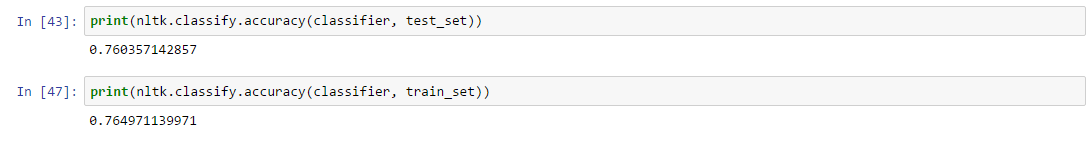 In [43]: print(nltk.classify.accuracy(classifier, test_set))
0.760357142857
In [47]: print(nltk.classify.accuracy(classifier, train_set))
0.764971139971